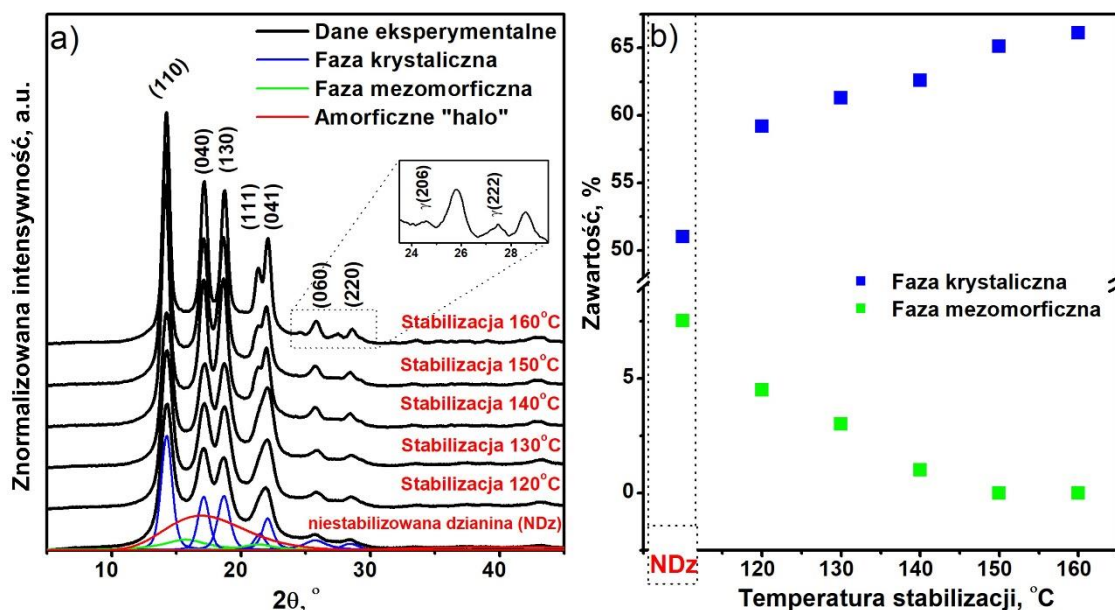 a)
Dane eksperymentalne
Faza krystaliczna
Faza mezomorficzna
Amorficzne "halo"
(110)
(040)
(130)
(111)
(041)
(060)
(220)
γ(206)
γ(222)
24 26 28
Stabilizacja 160°C
Stabilizacja 150°C
Stabilizacja 140°C
Stabilizacja 130°C
Stabilizacja 120°C
niestabilizowana dzianina (NDz)
Znormalizowana intensywność, a.u.
10 20 30 40
2θ, °
b)
Zawartość, %
65
60
55
50
5
0
Faza krystaliczna
Faza mezomorficzna
NDz
120 130 140 150 160
Temperatura stabilizacji, °C